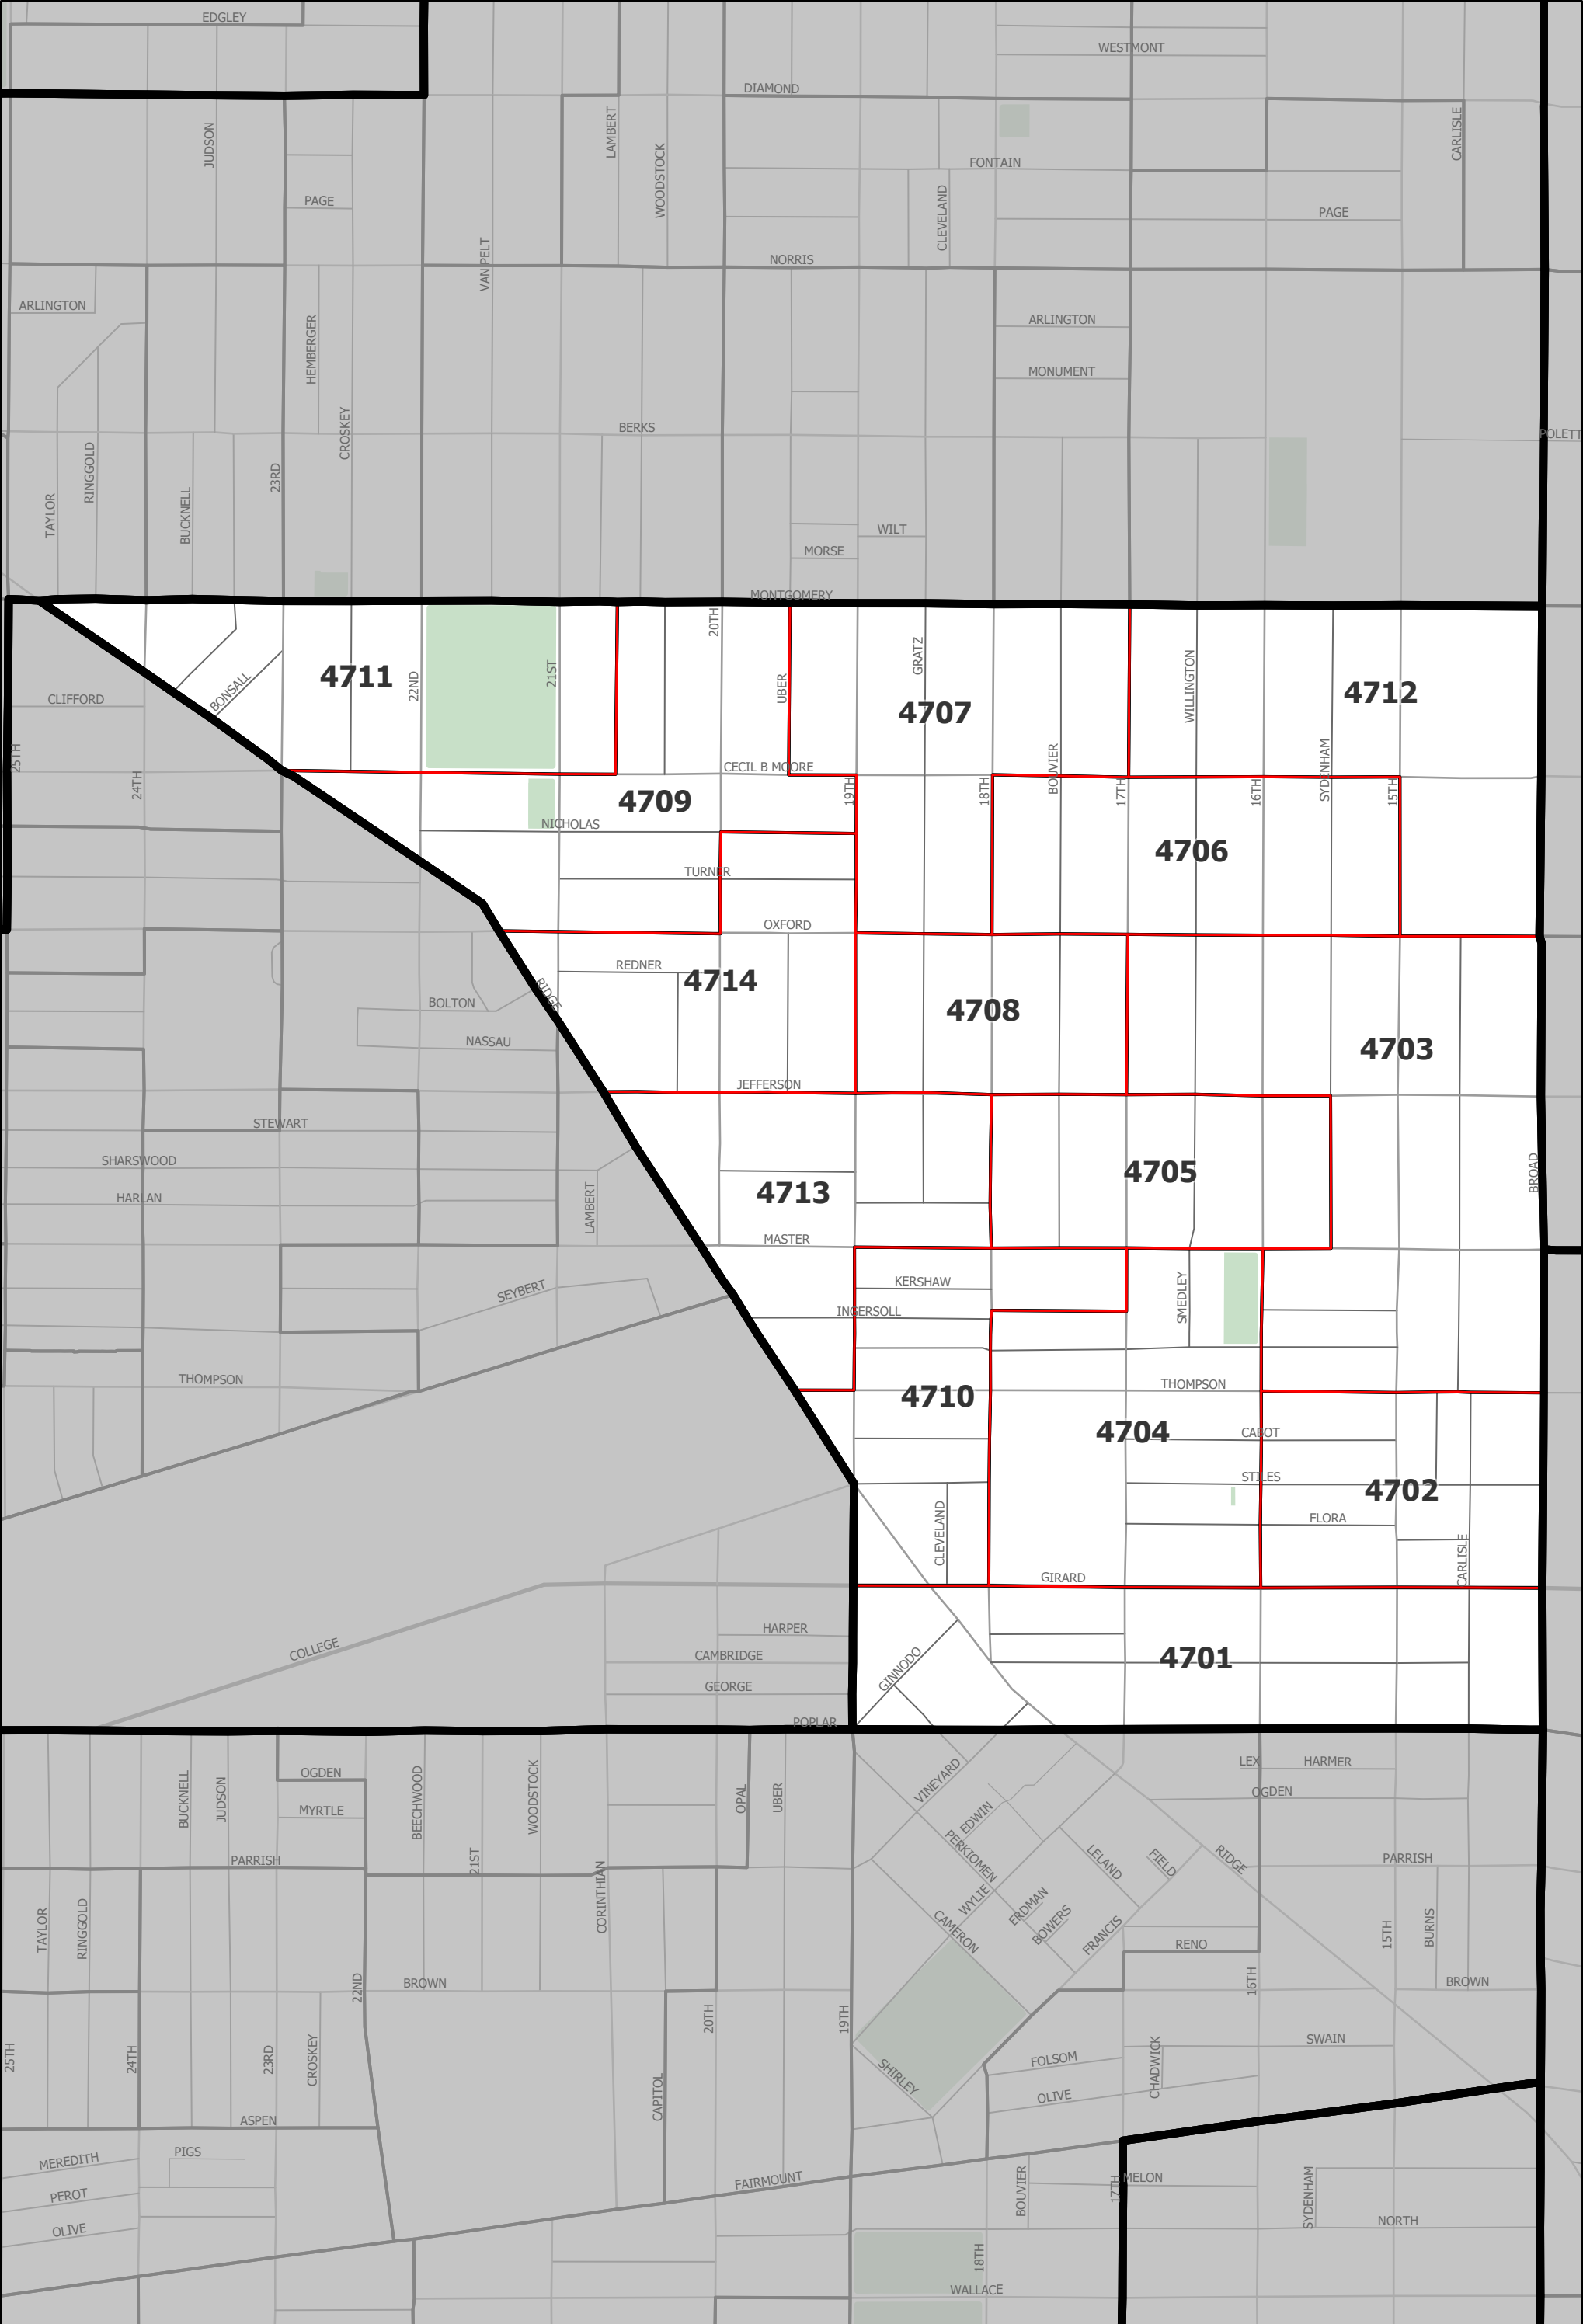 EDGLEY
WESTMONT
DIAMOND
LAMBERT
CARLISLE
JUDSON
WOODSTOCK
FONTAIN
PAGE
CLEVELAND
PAGE
VAN PELT
NORRIS
ARLINGTON
HEMBERGER
ARLINGTON
MONUMENT
CROSKEY
BERKS
POLETT
RINGGOLD
23RD
TAYLOR
BUCKNELL
WILT
MORSE
MONTGOMERY
20TH
GRATZ
4711
22ND
21ST
UBER
WILLINGTON
4712
BONSALL
CLIFFORD
4707
25TH
24TH
CECIL B MOORE
BOUVIER
SYDENHAM
19TH
18TH
17TH
16TH
15TH
4709
NICHOLAS
4706
TURNER
OXFORD
REDNER
4714
RIDGE
BOLTON
4708
NASSAU
4703
JEFFERSON
STEWART
SHARSWOOD
4705
BROAD
HARLAN
LAMBERT
4713
MASTER
KERSHAW
SEYBERT
INGERSOLL
SMEDLEY
THOMPSON
THOMPSON
4710
4704
CABOT
STILES
4702
FLORA
CLEVELAND
CARLISLE
GIRARD
HARPER
COLLEGE
CAMBRIDGE
4701
GINNODO
GEORGE
POPLAR
LEX
HARMER
OGDEN
VINEYARD
OGDEN
BUCKNELL
JUDSON
BEECHWOOD
WOODSTOCK
OPAL
UBER
MYRTLE
EDWIN
PERKIOMEN
LELAND
FIELD
RIDGE
PARRISH
21ST
PARRISH
CORINTHIAN
WYLIE
ERDMAN
TAYLOR
RINGGOLD
CAMERON
BOWERS
FRANCIS
15TH
BURNS
RENO
22ND
BROWN
16TH
BROWN
20TH
19TH
SWAIN
25TH
24TH
23RD
CROSKEY
FOLSOM
CHADWICK
SHIRLEY
CAPITOL
OLIVE
ASPEN
PIGS
MEREDITH
FAIRMOUNT
BOUVIER
17TH
MELON
SYDENHAM
PEROT
NORTH
OLIVE
18TH
WALLACE